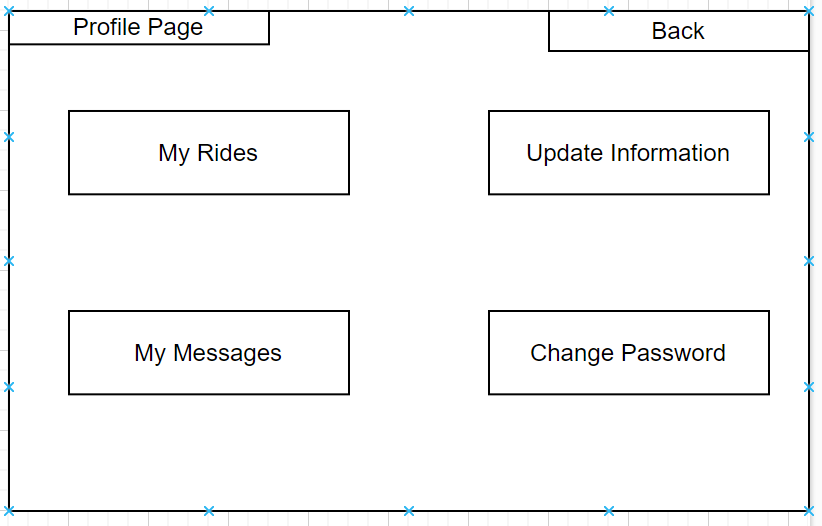 Profile Page
Back
My Rides
Update Information
My Messages
Change Password